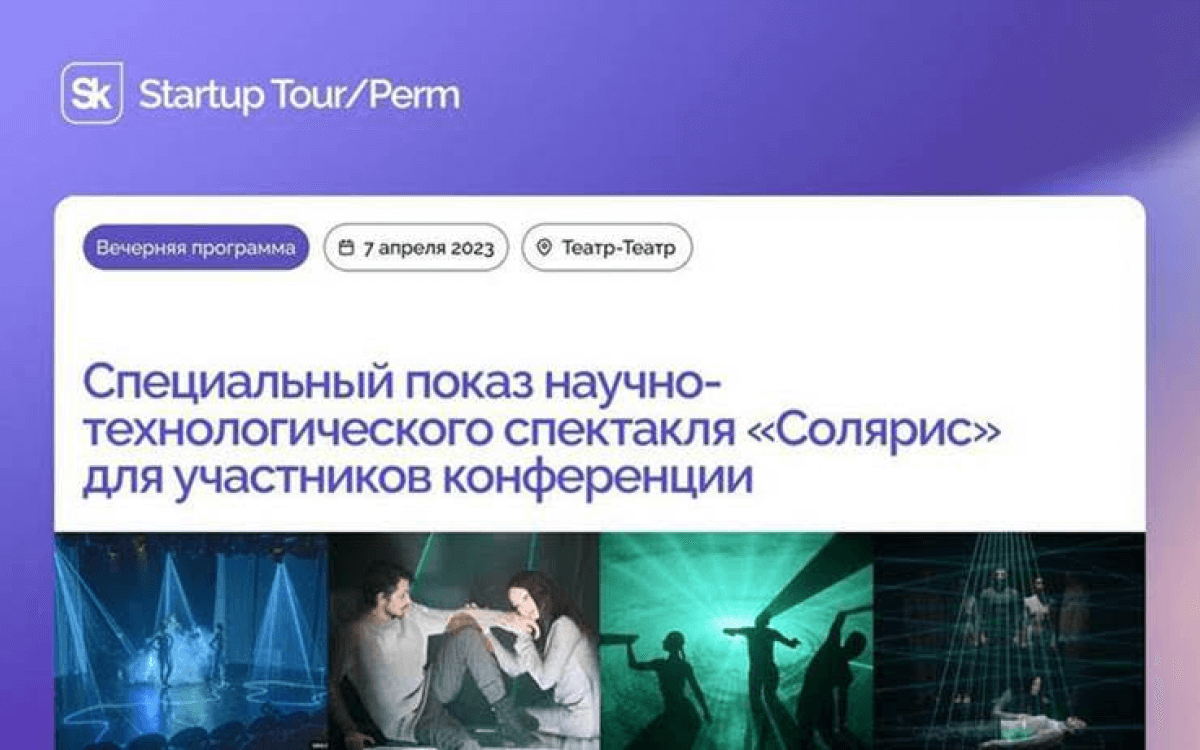 Sk Startup Tour/Perm
Вечерняя программа 7 апреля 2023 Театр-Театр
Специальный показ научно-
технологического спектакля «Солярис»
для участников конференции